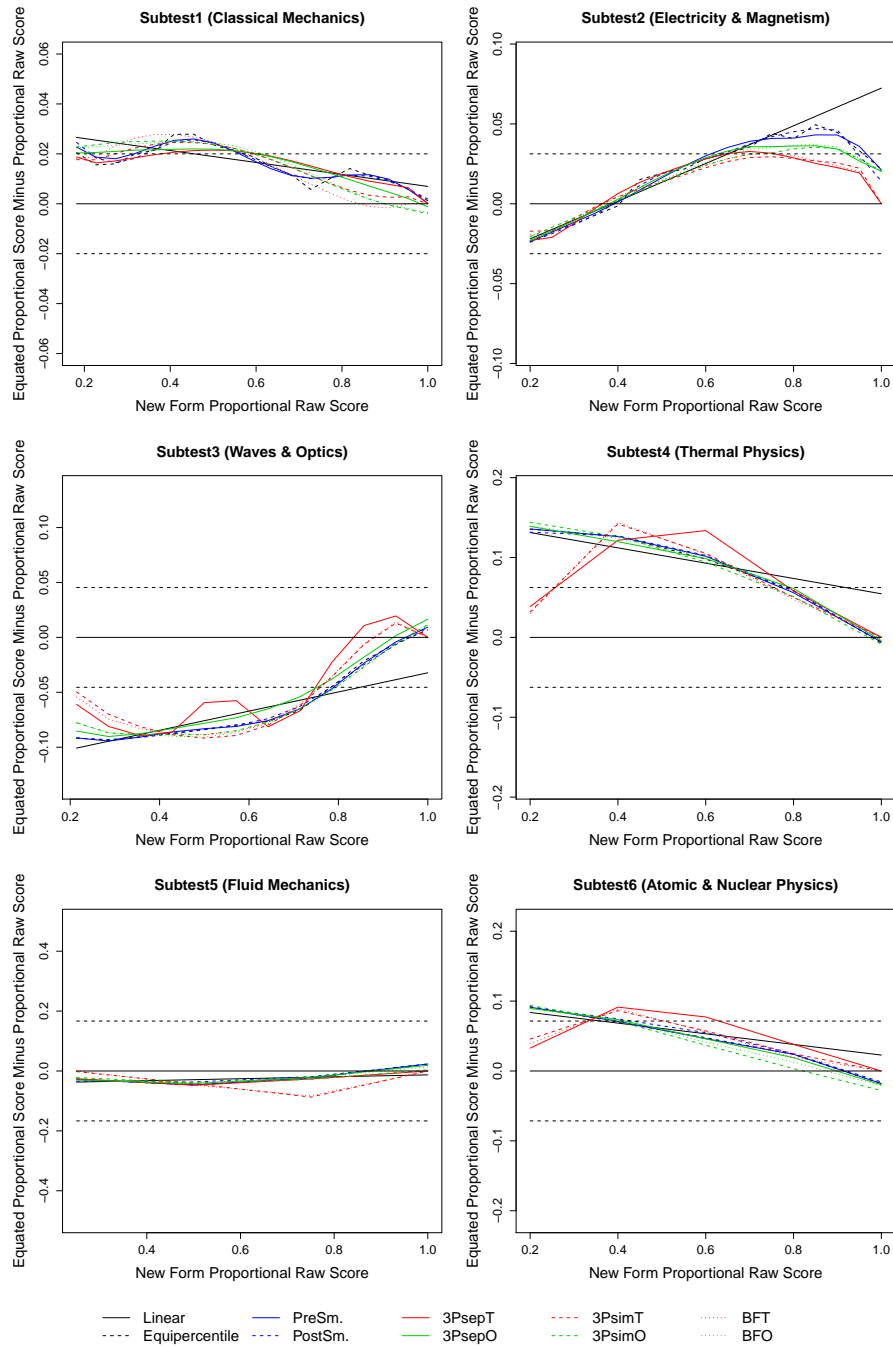 Subtest1 (Classical Mechanics)
Equated Proportional Score Minus Proportional Raw Score
0.06
0.04
0.02
0.00
−0.02
−0.04
−0.06
0.2 0.4 0.6 0.8 1.0
New Form Proportional Raw Score
Subtest2 (Electricity & Magnetism)
Equated Proportional Score Minus Proportional Raw Score
0.10
0.05
0.00
−0.05
−0.10
0.2 0.4 0.6 0.8 1.0
New Form Proportional Raw Score
Subtest3 (Waves & Optics)
Equated Proportional Score Minus Proportional Raw Score
0.10
0.05
0.00
−0.05
−0.10
0.2 0.4 0.6 0.8 1.0
New Form Proportional Raw Score
Subtest4 (Thermal Physics)
Equated Proportional Score Minus Proportional Raw Score
0.2
0.1
0.0
−0.1
−0.2
0.2 0.4 0.6 0.8 1.0
New Form Proportional Raw Score
Subtest5 (Fluid Mechanics)
Equated Proportional Score Minus Proportional Raw Score
0.4
0.2
0.0
−0.2
−0.4
0.4 0.6 0.8 1.0
New Form Proportional Raw Score
Subtest6 (Atomic & Nuclear Physics)
Equated Proportional Score Minus Proportional Raw Score
0.2
0.1
0.0
−0.1
−0.2
0.2 0.4 0.6 0.8 1.0
New Form Proportional Raw Score
Linear PreSm. 3PsepT 3PsimT BFT
Equipercentile PostSm. 3PsepO 3PsimO BFO